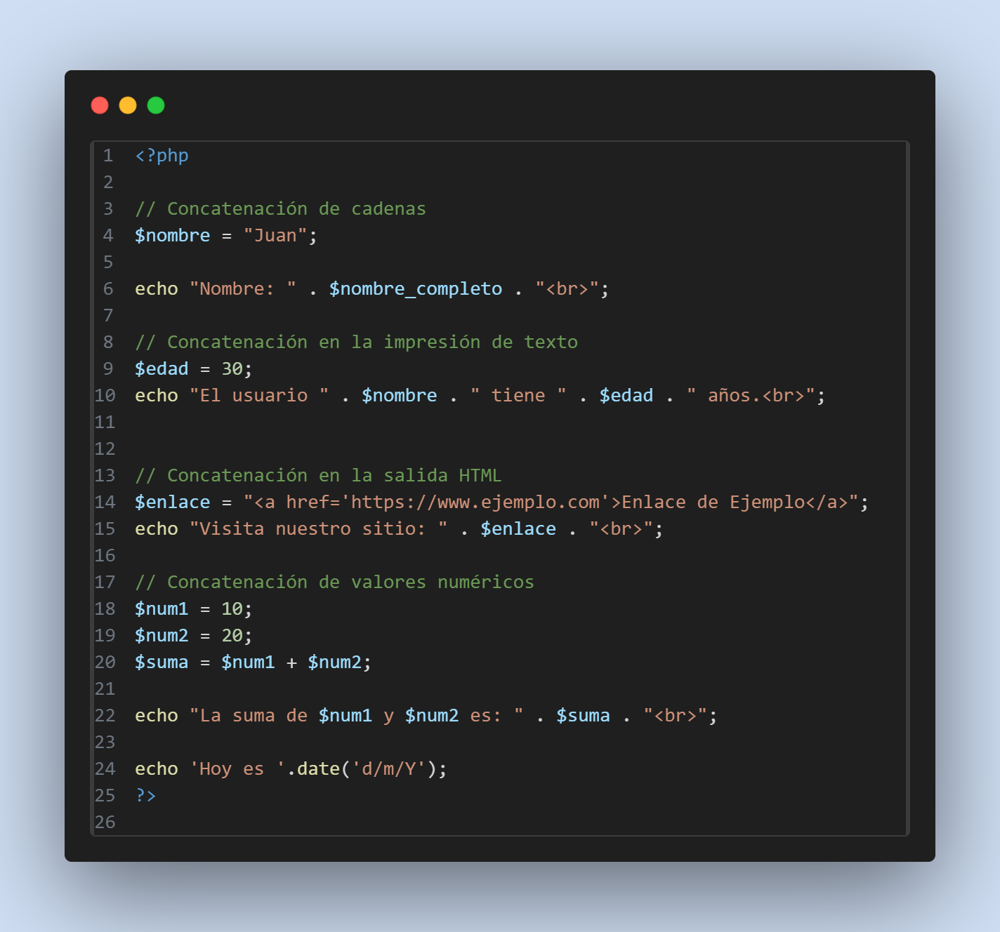 1 <?php
2
3 // Concatenación de cadenas
4 $nombre = "Juan";
5
6 echo "Nombre: " . $nombre_completo . "<br>";
7
8 // Concatenación en la impresión de texto
9 $edad = 30;
10 echo "El usuario " . $nombre . " tiene " . $edad . " años.<br>";
11
12
13 // Concatenación en la salida HTML
14 $enlace = "<a href='https://www.ejemplo.com'>Enlace de Ejemplo</a>";
15 echo "Visita nuestro sitio: " . $enlace . "<br>";
16
17 // Concatenación de valores numéricos
18 $num1 = 10;
19 $num2 = 20;
20 $suma = $num1 + $num2;
21
22 echo "La suma de $num1 y $num2 es: " . $suma . "<br>";
23
24 echo 'Hoy es '.date('d/m/Y');
25 ?>
26